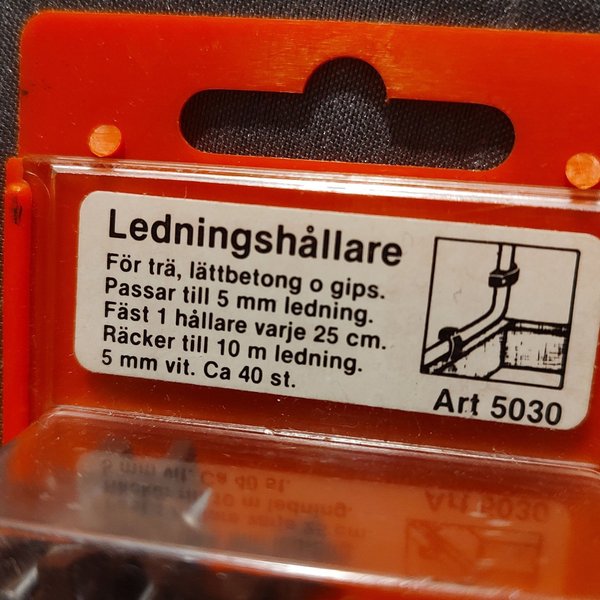 Ledningshållare
För trä, lättbetong o gips.
Passar till 5 mm ledning.
Fäst 1 hållare varje 25 cm.
Räcker till 10 m ledning.
5 mm vit. Ca 40 st.
Art 5030